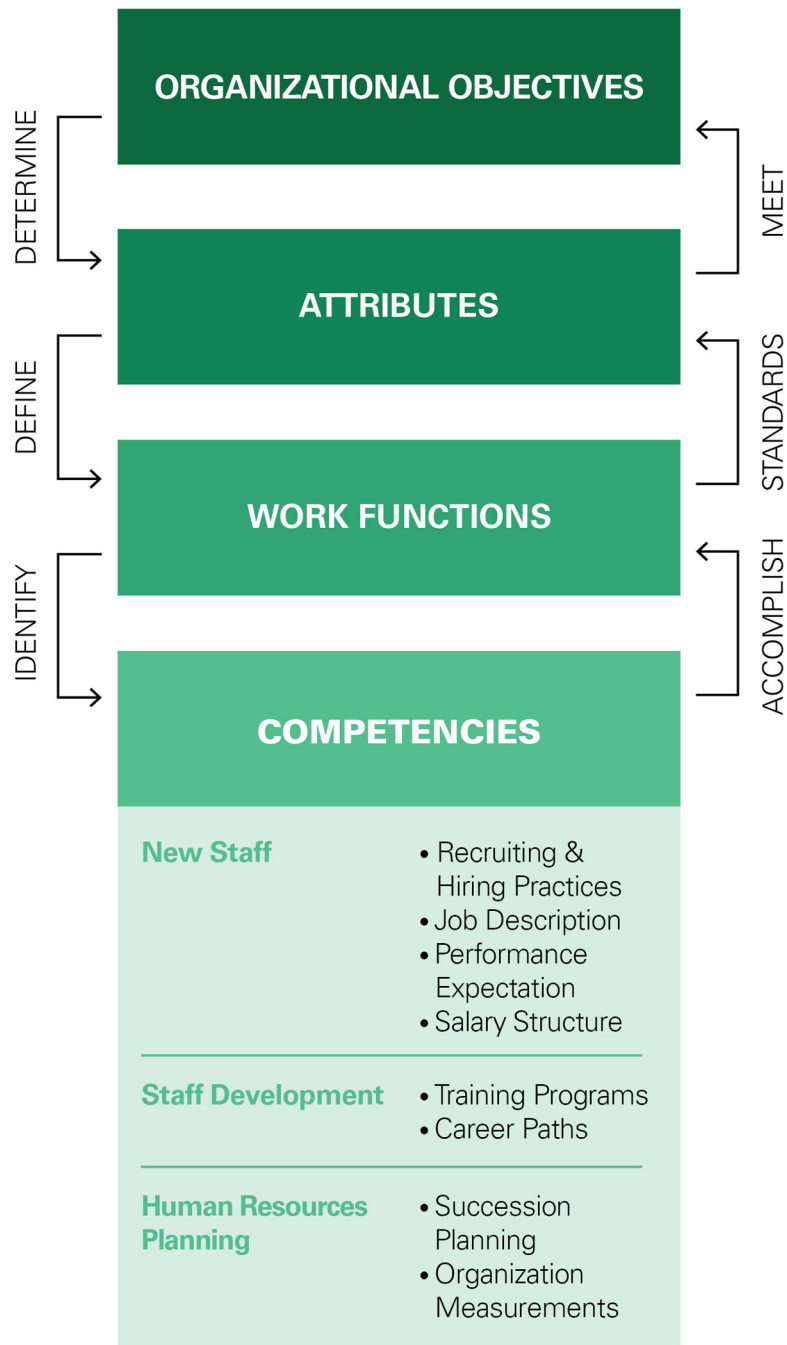 ORGANIZATIONAL OBJECTIVES
DETERMINE
MEET
ATTRIBUTES
DEFINE
STANDARDS
WORK FUNCTIONS
IDENTIFY
ACCOMPLISH
COMPETENCIES
New Staff
• Recruiting &
Hiring Practices
• Job Description
• Performance
Expectation
• Salary Structure
Staff Development
• Training Programs
• Career Paths
Human Resources
Planning
• Succession
Planning
• Organization
Measurements